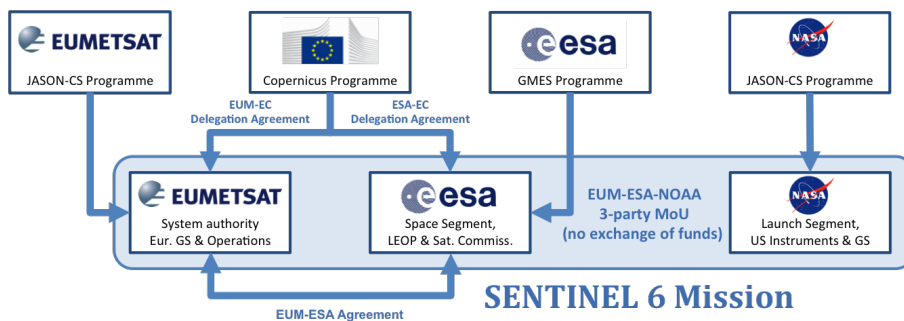 EUMETSAT
JASON-CS Programme
Copernicus Programme
esa
GMES Programme
NASA
JASON-CS Programme
EUM-EC
Delegation Agreement
ESA-EC
Delegation Agreement
EUMETSAT
System authority
Eur. GS & Operations
esa
Space Segment,
LEOP & Sat. Commiss.
EUM-ESA-NOAA
3-party MoU
(no exchange of funds)
NASA
Launch Segment,
US Instruments & GS
SENTINEL 6 Mission
EUM-ESA Agreement